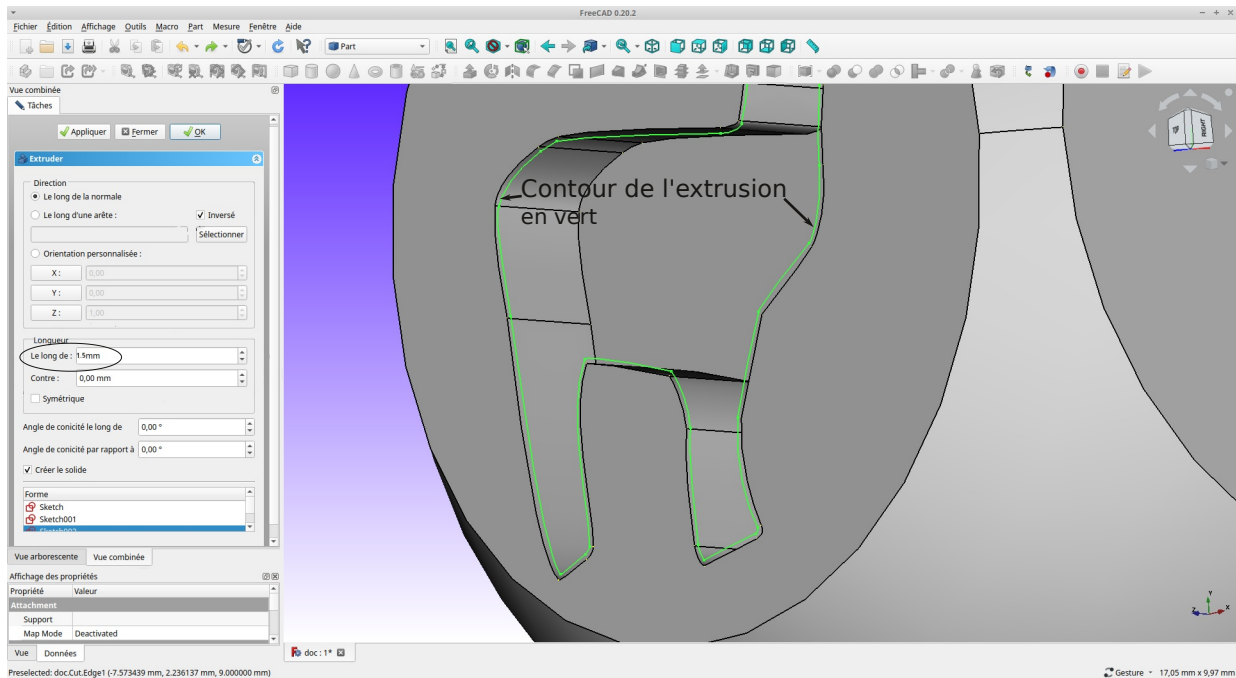 FreeCAD 0.20.2
Fichier Édition Affichage Outils Macro Part Mesure Fenêtre Aide
Part
Vue combinée
Tâches
Appliquer Fermer OK
Extruder
Direction
Le long de la normale
Le long d'une arête : Inversé
Sélectionner
Orientation personnalisée :
X : 0,00
Y : 0,00
Z : 1,00
Longueur
Le long de : 1.5mm
Contre : 0,00 mm
Symétrique
Angle de conicité le long de 0,00 °
Angle de conicité par rapport à 0,00 °
Créer le solide
Forme
Sketch
Sketch001
Sketch002
Vue arborescente Vue combinée
Affichage des propriétés
Propriété Valeur
Attachment
Support
Map Mode Deactivated
Vue Données
Contour de l'extrusion
en vert
RIGHT
Y
Z X
doc : 1*
Preselected: doc.Cut.Edge1 (-7.573439 mm, 2.236137 mm, 9.000000 mm)
Gesture 17,05 mm x 9,97 mm